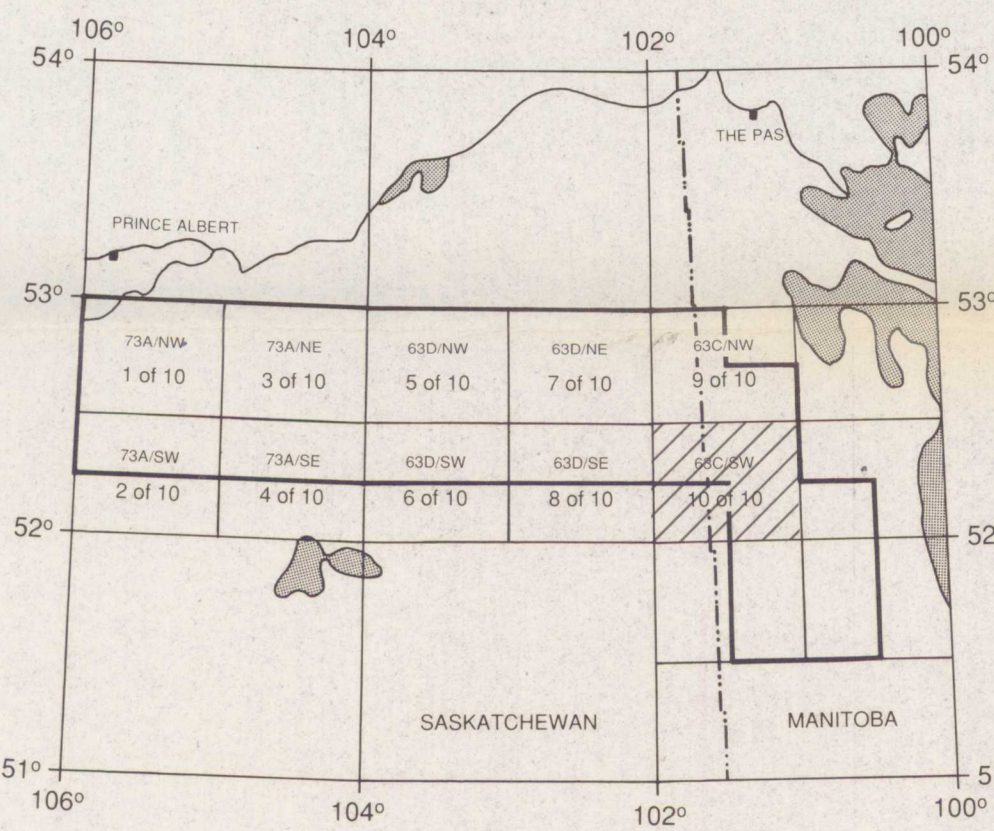 106° 104° 102° 100°
54° 54°
THE PAS
PRINCE ALBERT
53° 53°
73A/NW 73A/NE 63D/NW 63D/NE 63C/NW
1 of 10 3 of 10 5 of 10 7 of 10 9 of 10
73A/SW 73A/SE 63D/SW 63D/SE 63C/SW
2 of 10 4 of 10 6 of 10 8 of 10 10 of 10
52° 52
SASKATCHEWAN MANITOBA
51° 5
106° 104° 102° 100°